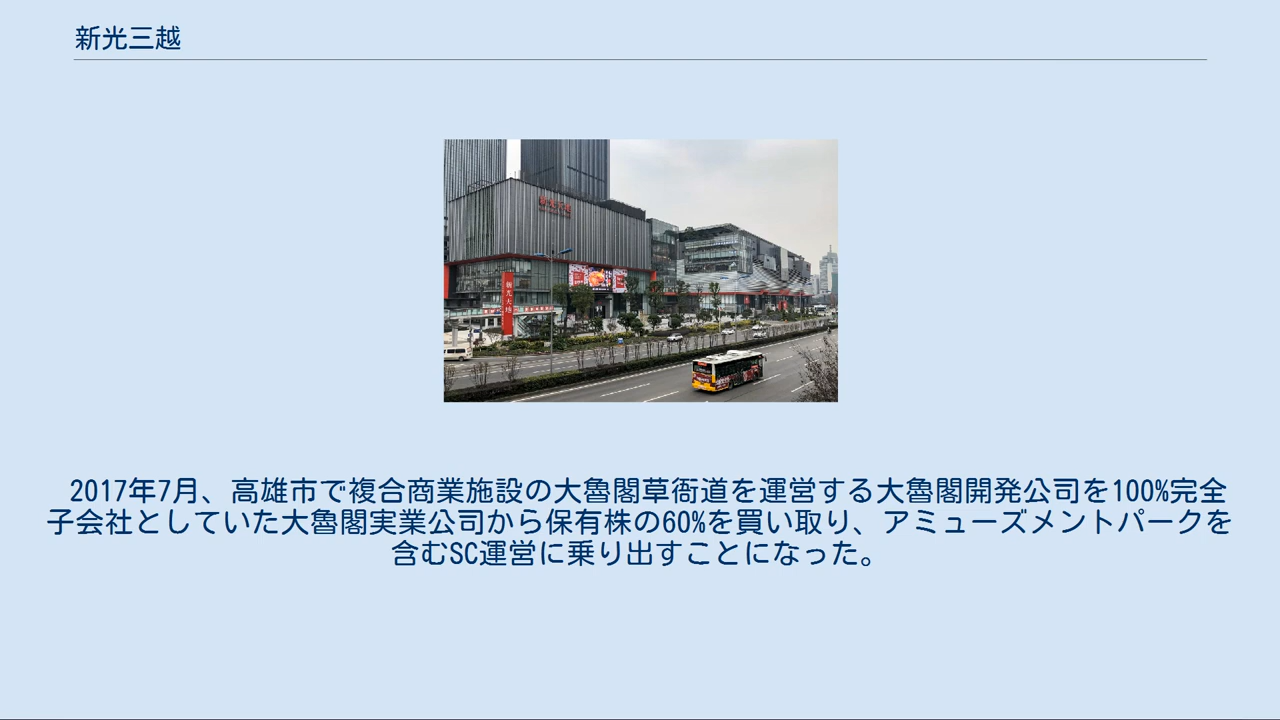 新光三越
新光天地
2017年7月、高雄市で複合商業施設の大魯閣草衙道を運営する大魯閣開発公司を100%完全
子会社としていた大魯閣実業公司から保有株の60%を買い取り、アミューズメントパークを
含むSC運営に乗り出すことになった。